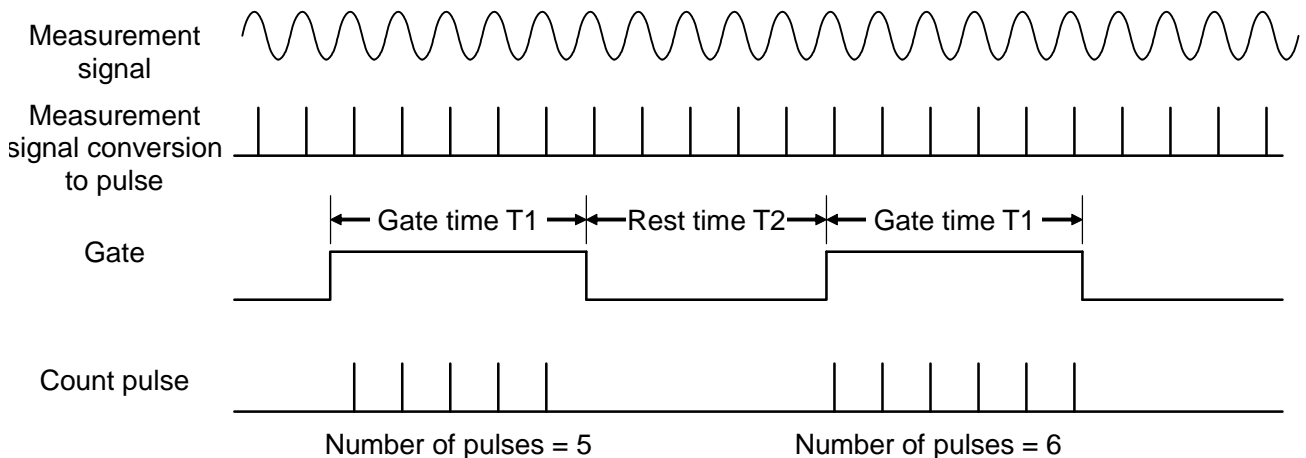 Measurement
signal
Measurement
signal conversion
to pulse
Gate time T1
Rest time T2
Gate time T1
Gate
Count pulse
Number of pulses = 5
Number of pulses = 6